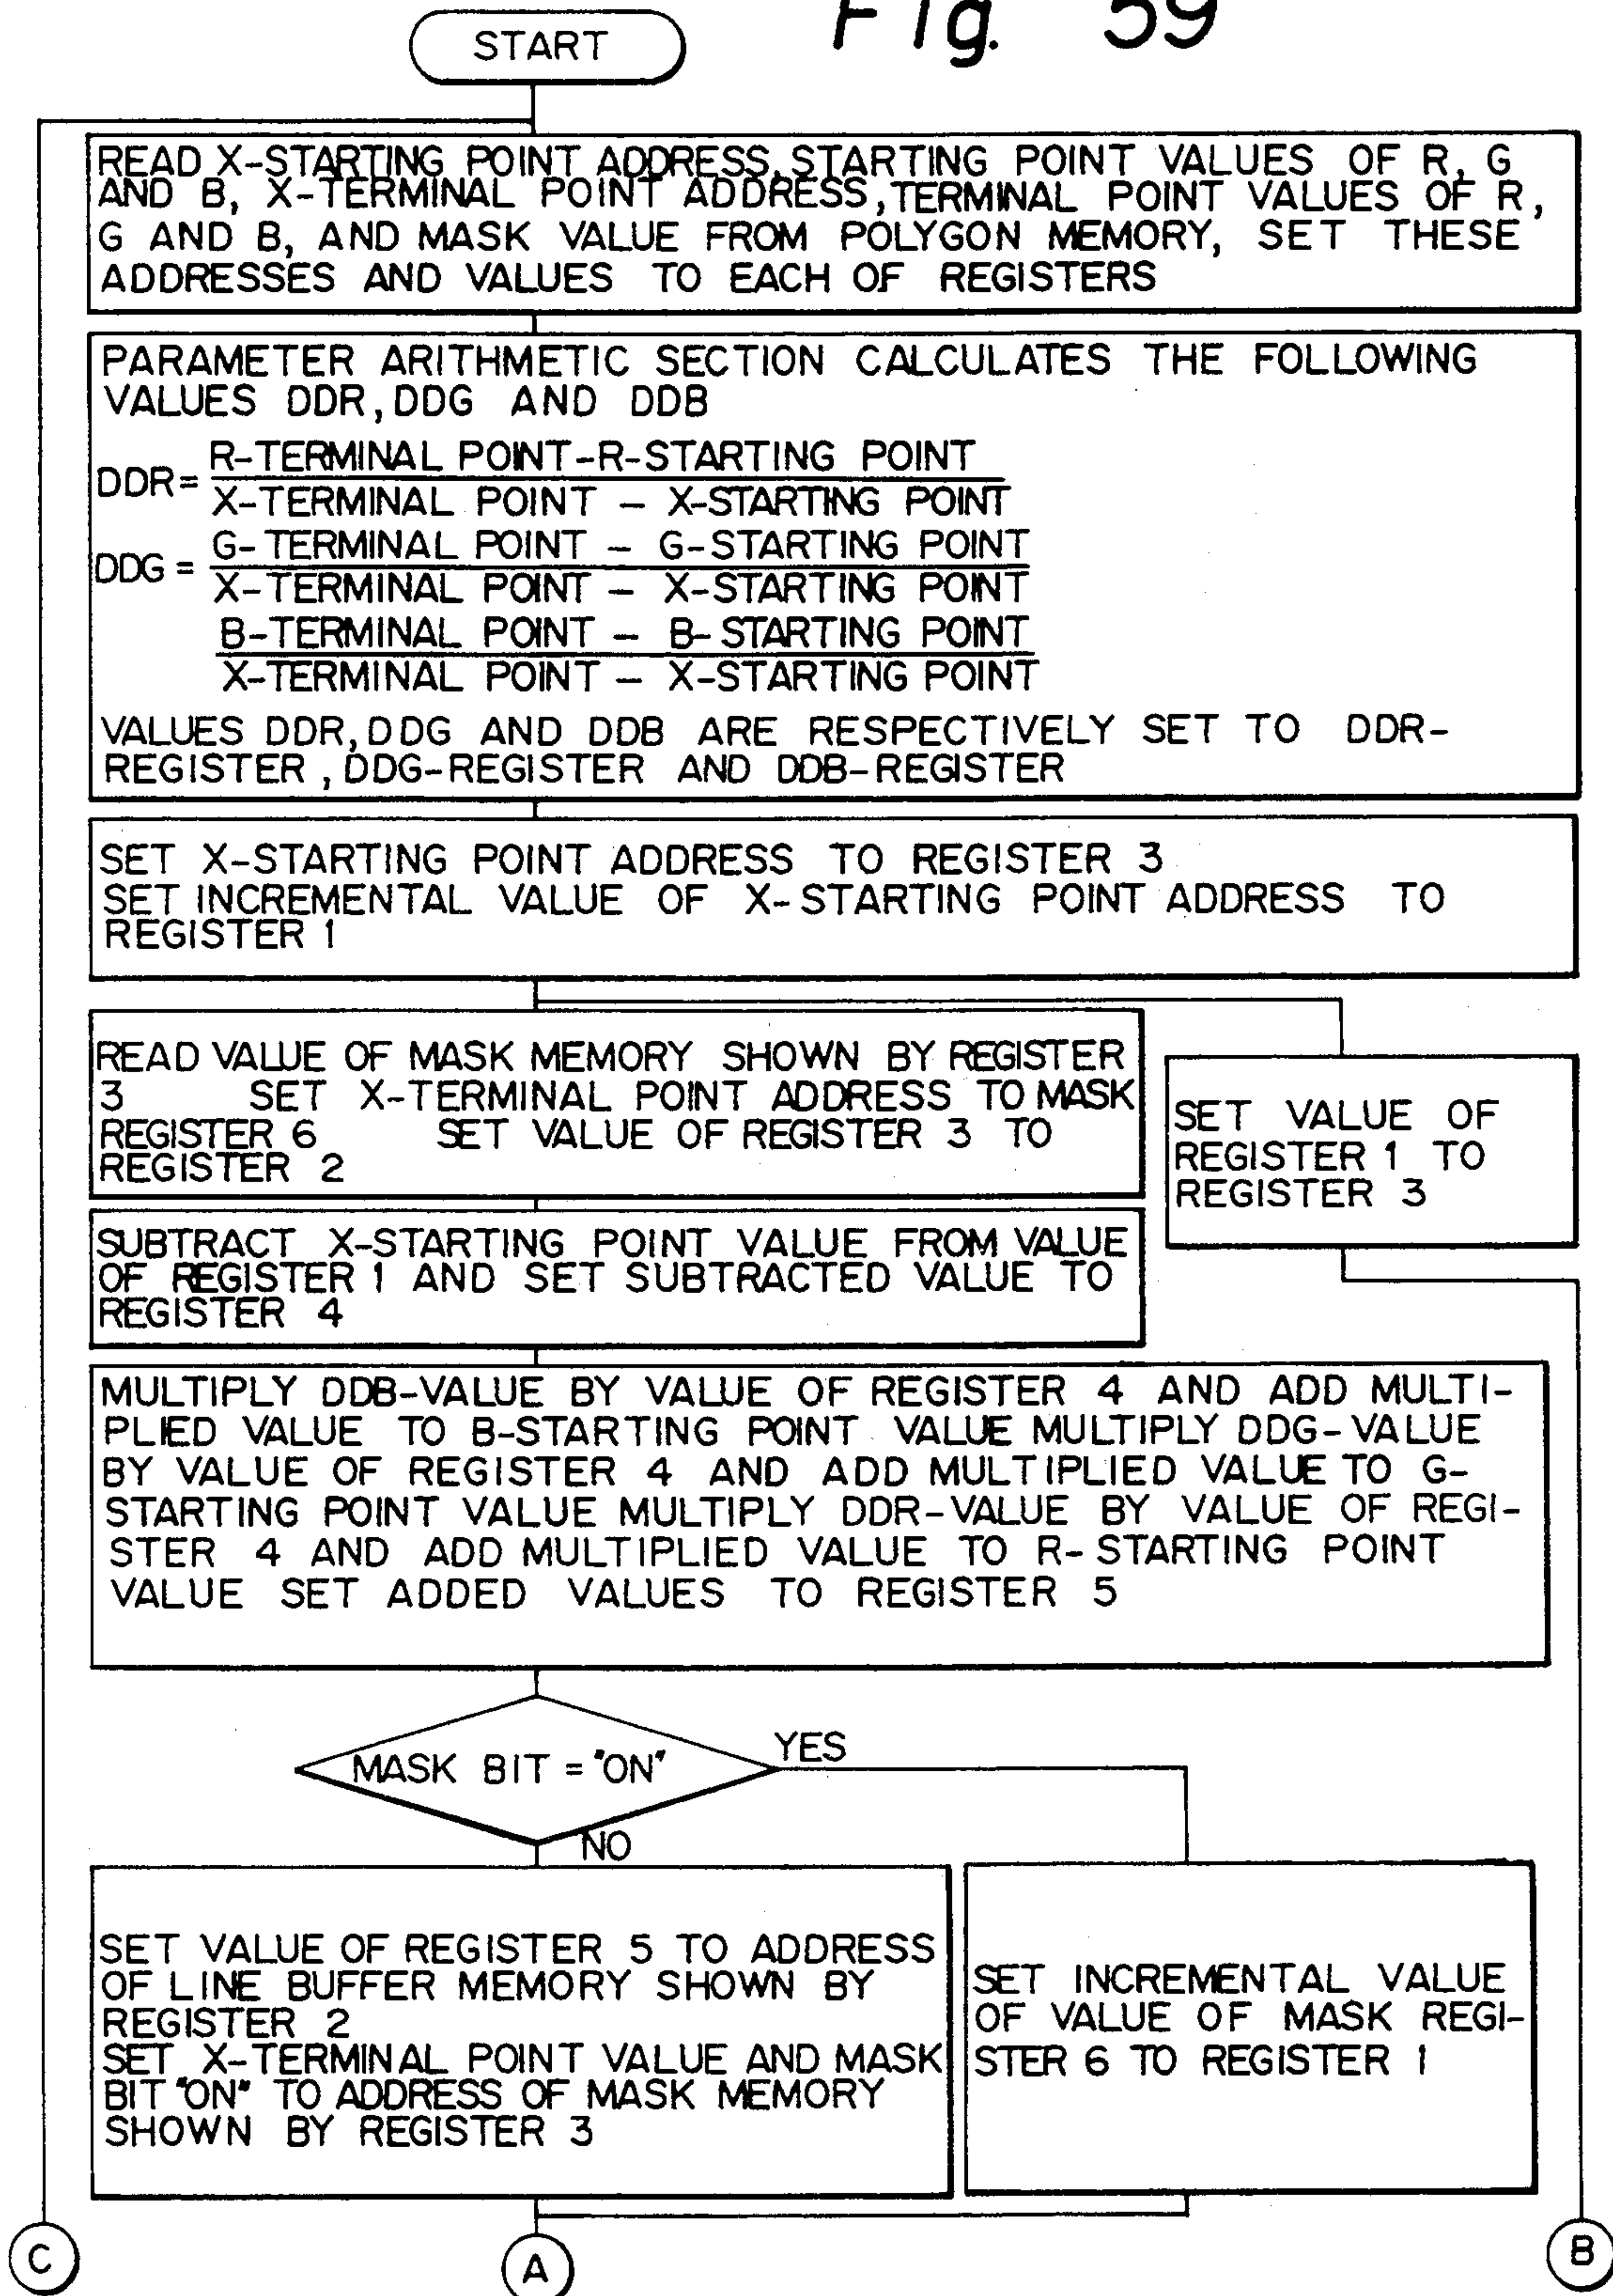 Fig. 59
START
READ X-STARTING POINT ADDRESS, STARTING POINT VALUES OF R, G
AND B, X-TERMINAL POINT ADDRESS, TERMINAL POINT VALUES OF R,
G AND B, AND MASK VALUE FROM POLYGON MEMORY, SET THESE
ADDRESSES AND VALUES TO EACH OF REGISTERS
PARAMETER ARITHMETIC SECTION CALCULATES THE FOLLOWING
VALUES DDR, DDG AND DDB
R-TERMINAL POINT-R-STARTING POINT
DDR=
X-TERMINAL POINT - X-STARTING POINT
G-TERMINAL POINT - G-STARTING POINT
DDG =
X-TERMINAL POINT - X-STARTING POINT
B-TERMINAL POINT - B-STARTING POINT
X-TERMINAL POINT - X-STARTING POINT
VALUES DDR, DDG AND DDB ARE RESPECTIVELY SET TO DDR-
REGISTER, DDG-REGISTER AND DDB-REGISTER
SET X-STARTING POINT ADDRESS TO REGISTER 3
SET INCREMENTAL VALUE OF X-STARTING POINT ADDRESS TO
REGISTER 1
READ VALUE OF MASK MEMORY SHOWN BY REGISTER
3 SET X-TERMINAL POINT ADDRESS TO MASK
REGISTER 6 SET VALUE OF REGISTER 3 TO
REGISTER 2
SET VALUE OF
REGISTER 1 TO
REGISTER 3
SUBTRACT X-STARTING POINT VALUE FROM VALUE
OF REGISTER 1 AND SET SUBTRACTED VALUE TO
REGISTER 4
MULTIPLY DDB-VALUE BY VALUE OF REGISTER 4 AND ADD MULTI-
PLIED VALUE TO B-STARTING POINT VALUE MULTIPLY DDG-VALUE
BY VALUE OF REGISTER 4 AND ADD MULTIPLIED VALUE TO G-
STARTING POINT VALUE MULTIPLY DDR-VALUE BY VALUE OF REGI-
STER 4 AND ADD MULTIPLIED VALUE TO R-STARTING POINT
VALUE SET ADDED VALUES TO REGISTER 5
MASK BIT = "ON"
YES
NO
SET VALUE OF REGISTER 5 TO ADDRESS
OF LINE BUFFER MEMORY SHOWN BY
REGISTER 2
SET X-TERMINAL POINT VALUE AND MASK
BIT "ON" TO ADDRESS OF MASK MEMORY
SHOWN BY REGISTER 3
SET INCREMENTAL VALUE
OF VALUE OF MASK REGI-
STER 6 TO REGISTER 1
C
A
B